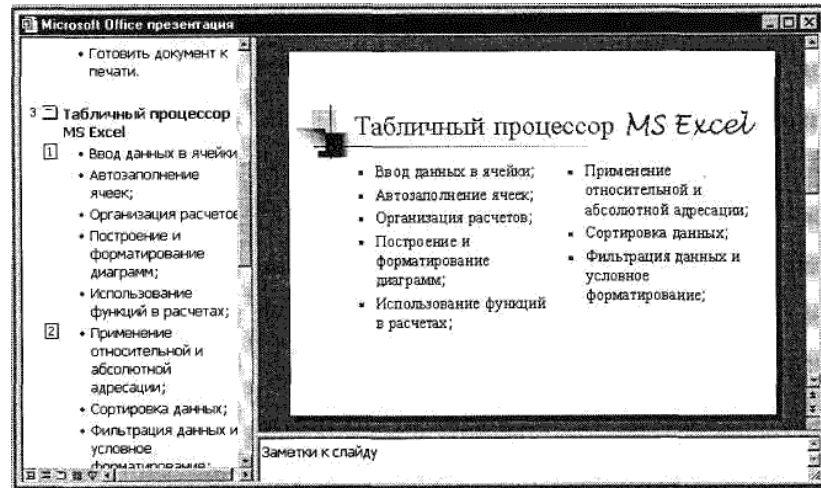 Microsoft Office презентация
• Готовить документ к
печати.
3 Табличный процессор
MS Excel
1 • Ввод данных в ячейки
• Автозаполнение
ячеек;
• Организация расчетов
• Построение и
форматирование
диаграмм;
• Использование
функций в расчетах;
2 • Применение
относительной и
абсолютной
адресации;
• Сортировка данных;
• Фильтрация данных и
условное
форматирование;
Табличный процессор MS Excel
▪ Ввод данных в ячейки;
▪ Автозаполнение ячеек;
▪ Организация расчетов;
▪ Построение и
форматирование
диаграмм;
▪ Использование функций
в расчетах;
▪ Применение
относительной и
абсолютной адресации;
▪ Сортировка данных;
▪ Фильтрация данных и
условное
форматирование;
Заметки к слайду